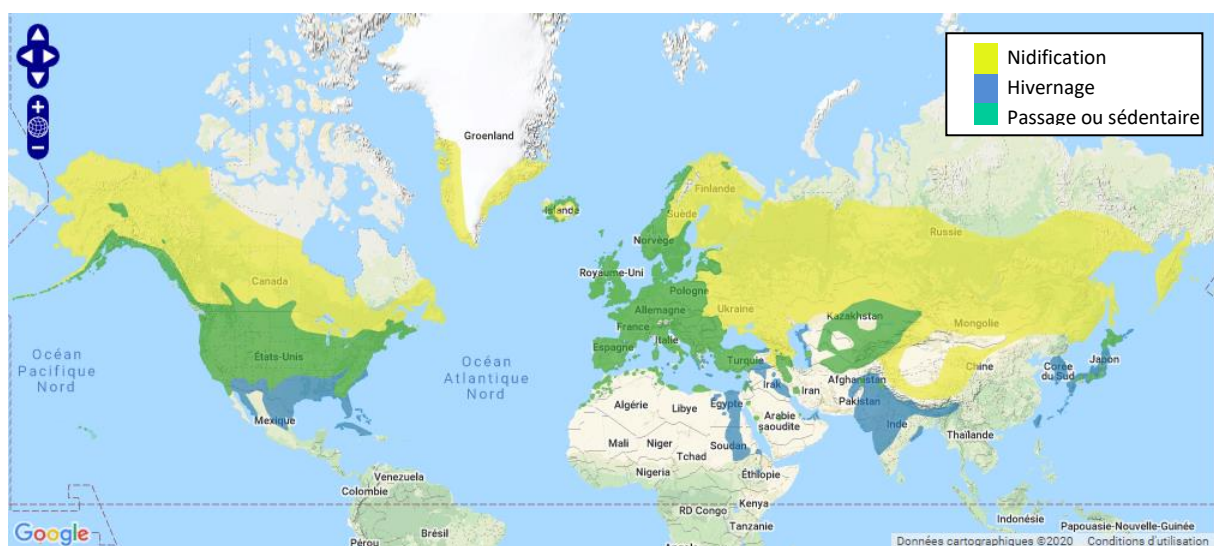 Nidification
Hivernage
Passage ou sédentaire
Groenland
Islande
Finlande
Suède
Norvège
Russie
Royaume-Uni
Pologne
Allemagne
Ukraine
France
Canada
Kazakhstan
Mongolie
Italie
Espagne
États-Unis
Turquie
Océan
Pacifique
Nord
Océan
Atlantique
Nord
Chine
Corée
du Sud
Japon
Afghanistan
Irak
Iran
Pakistan
Algérie
Libye
Égypte
Arabie
saoudite
Mexique
Inde
Mali
Niger
Soudan
Tchad
Thaïlande
Nigeria
Éthiopie
Venezuela
Colombie
Kenya
RD Congo
Tanzanie
Indonésie
Papouasie-Nouvelle-Guinée
Brésil
Pérou
Google
Données cartographiques ©2020 Conditions d'utilisation